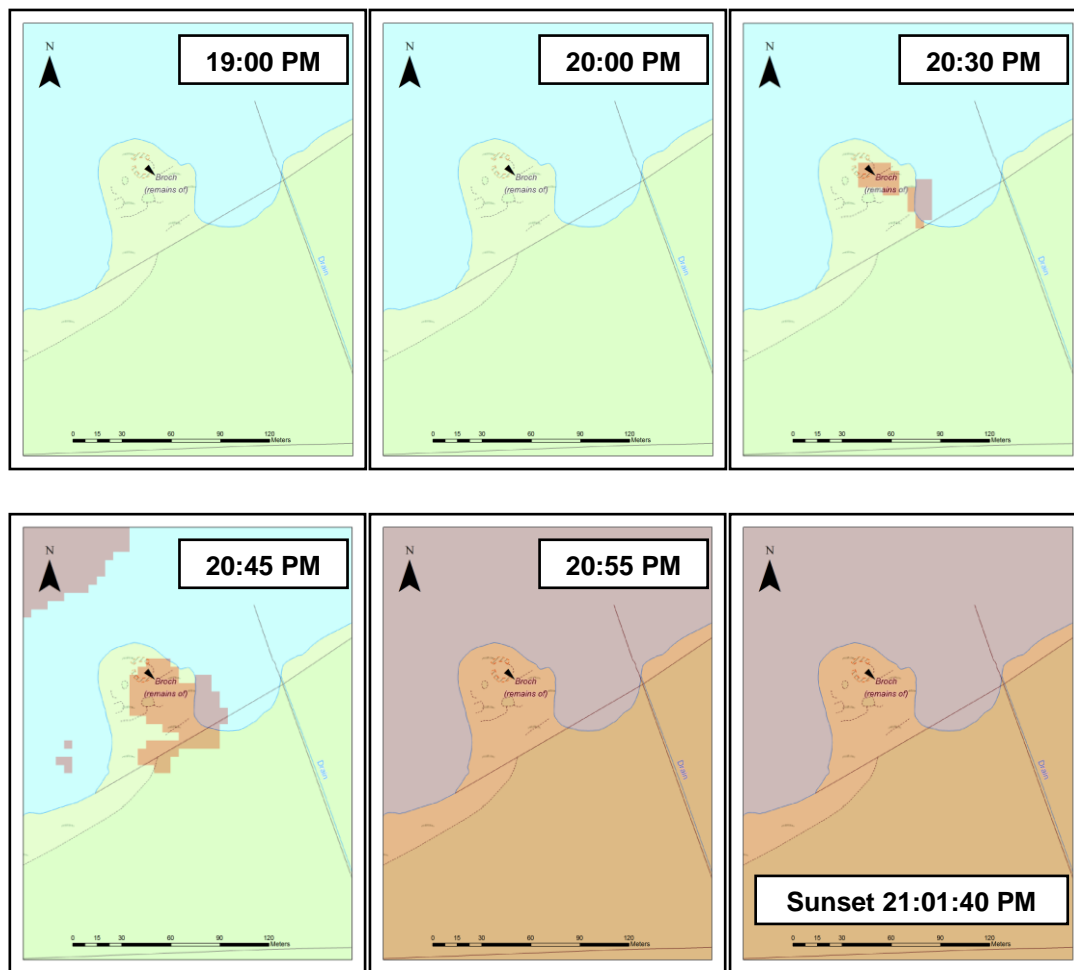 N
19:00 PM
Broch
(remains of)
Drain
0 15 30 60 90 120
Meters
N
20:00 PM
Broch
(remains of)
Drain
0 15 30 60 90 120
Meters
N
20:30 PM
Broch
(remains of)
Drain
0 15 30 60 90 120
Meters
N
20:45 PM
Broch
(remains of)
Drain
0 15 30 60 90 120
Meters
N
20:55 PM
Broch
(remains of)
Drain
0 15 30 60 90 120
Meters
N
Broch
(remains of)
Drain
Sunset 21:01:40 PM
0 15 30 60 90 120
Meters